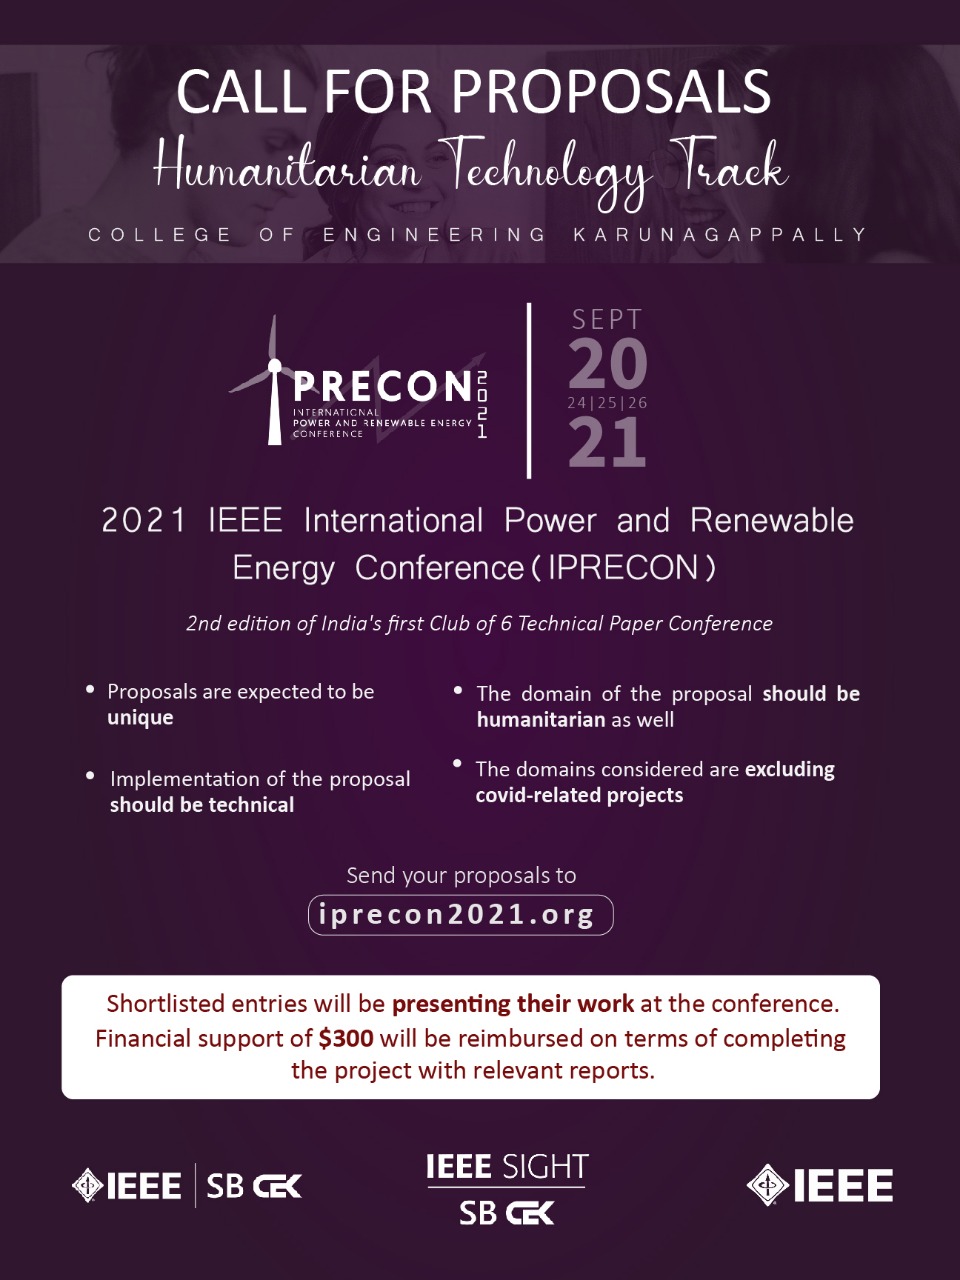 CALL FOR PROPOSALS
Humanitarian Technology Track
COLLEGE OF ENGINEERING KARUNAGAPPALLY
IPRECON 2021
INTERNATIONAL
POWER AND RENEWABLE ENERGY
CONFERENCE
SEPT
20
24|25|26
21
2021 IEEE International Power and Renewable
Energy Conference(IPRECON)
2nd edition of India's first Club of 6 Technical Paper Conference
• Proposals are expected to be
unique
• Implementation of the proposal
should be technical
• The domain of the proposal should be
humanitarian as well
• The domains considered are excluding
covid-related projects
Send your proposals to
iprecon2021.org
Shortlisted entries will be presenting their work at the conference.
Financial support of $300 will be reimbursed on terms of completing
the project with relevant reports.
IEEE | SB CEK
IEEE SIGHT
SB CEK
IEEE